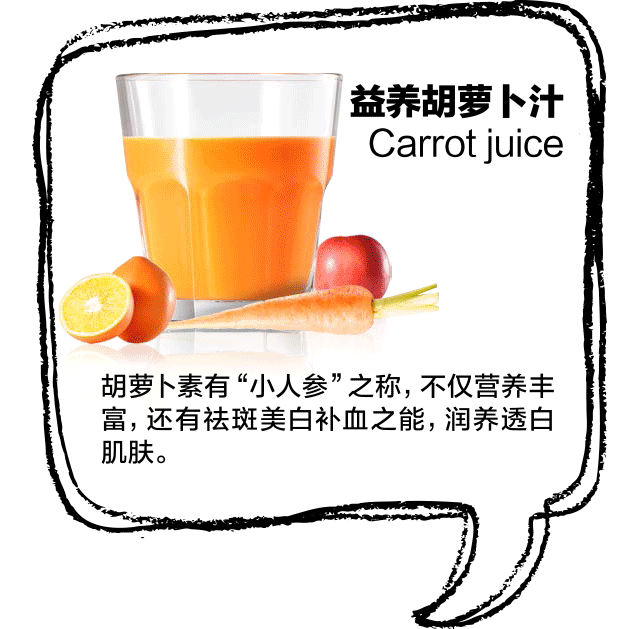 益养胡萝卜汁
Carrot juice
胡萝卜素有“小人参”之称，不仅营养丰
富，还有祛斑美白补血之能，润养透白
肌肤。